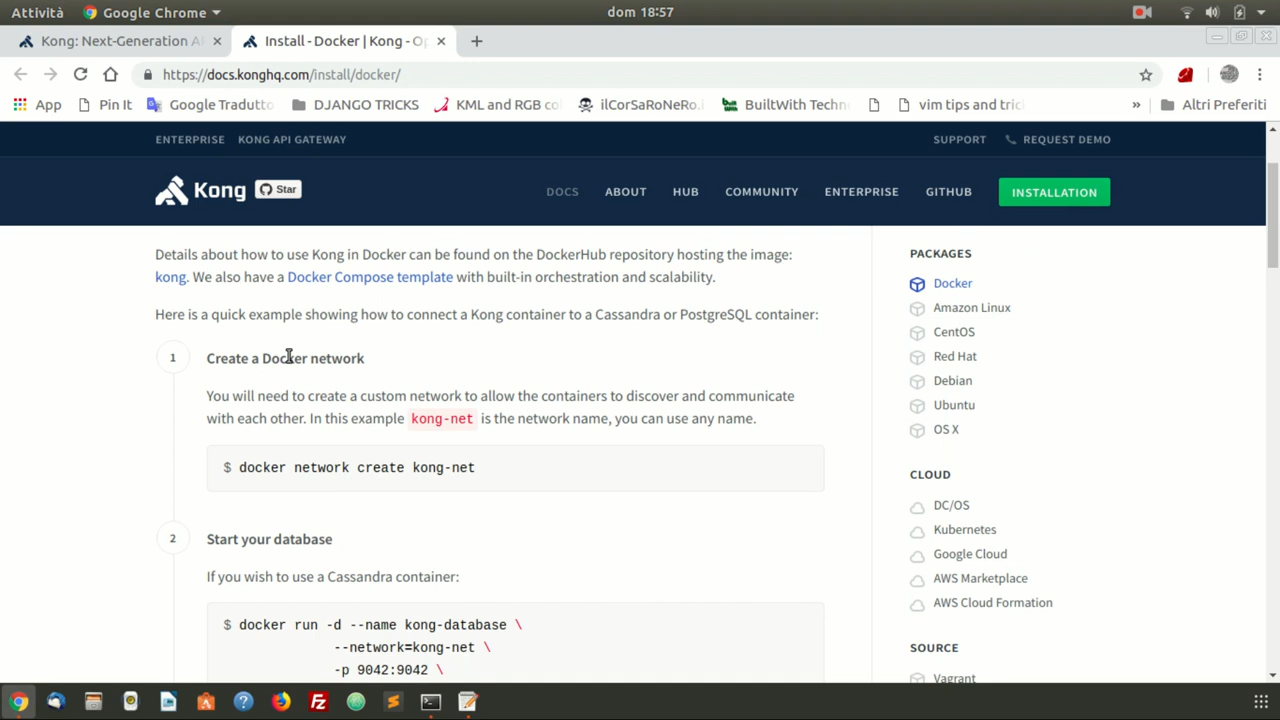 Attività Google Chrome dom 18:57
Kong: Next-Generation A Install - Docker | Kong - Op
https://docs.konghq.com/install/docker/
App Pin It Google Tradutto DJANGO TRICKS KML and RGB co ilCorSaRoNeRo.i BuiltWith Techn vim tips and tric » Altri Preferiti
ENTERPRISE KONG API GATEWAY SUPPORT REQUEST DEMO
Kong Star DOCS ABOUT HUB COMMUNITY ENTERPRISE GITHUB INSTALLATION
Details about how to use Kong in Docker can be found on the DockerHub repository hosting the image:
kong. We also have a Docker Compose template with built-in orchestration and scalability.
Here is a quick example showing how to connect a Kong container to a Cassandra or PostgreSQL container:
1 Create a Docker network
You will need to create a custom network to allow the containers to discover and communicate
with each other. In this example kong-net is the network name, you can use any name.
$ docker network create kong-net
2 Start your database
If you wish to use a Cassandra container:
$ docker run -d --name kong-database \
--network=kong-net \
-p 9042:9042 \
PACKAGES
Docker
Amazon Linux
CentOS
Red Hat
Debian
Ubuntu
OS X
CLOUD
DC/OS
Kubernetes
Google Cloud
AWS Marketplace
AWS Cloud Formation
SOURCE
Vagrant